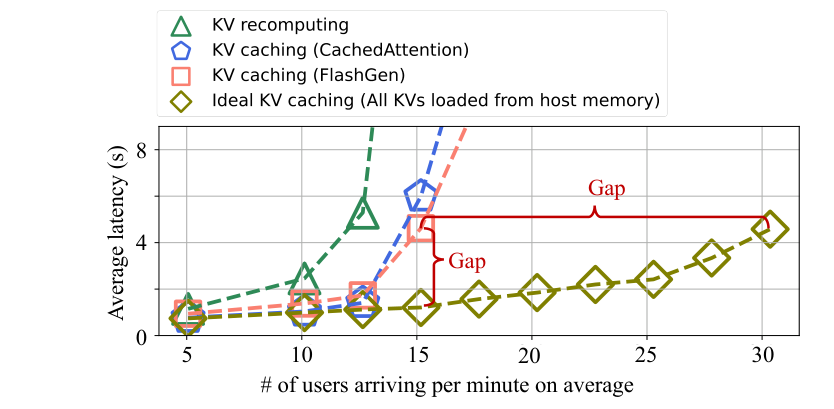 KV recomputing
KV caching (CachedAttention)
KV caching (FlashGen)
Ideal KV caching (All KVs loaded from host memory)
Average latency (s)
8
4
0
Gap
Gap
5
10
15
20
25
30
# of users arriving per minute on average